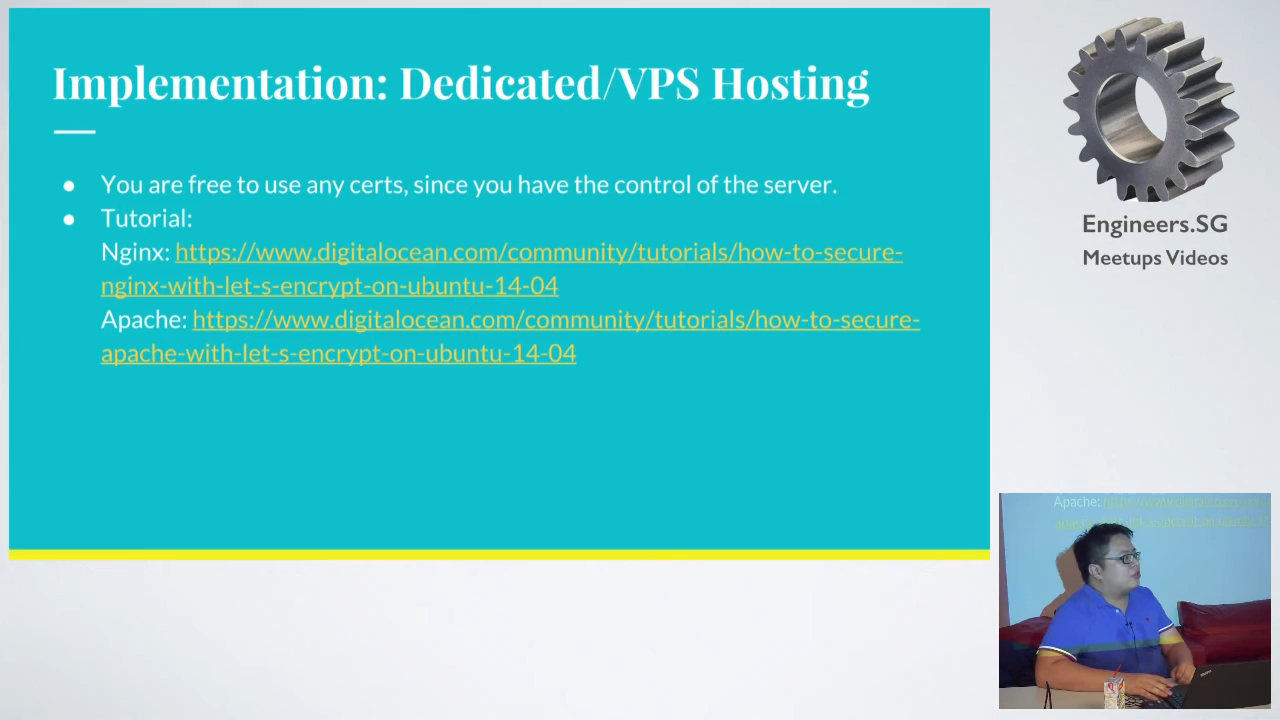 Implementation: Dedicated/VPS Hosting
● You are free to use any certs, since you have the control of the server.
● Tutorial:
Nginx: https://www.digitalocean.com/community/tutorials/how-to-secure-
nginx-with-let-s-encrypt-on-ubuntu-14-04
Apache: https://www.digitalocean.com/community/tutorials/how-to-secure-
apache-with-let-s-encrypt-on-ubuntu-14-04
Engineers.SG
Meetups Videos
Apache: